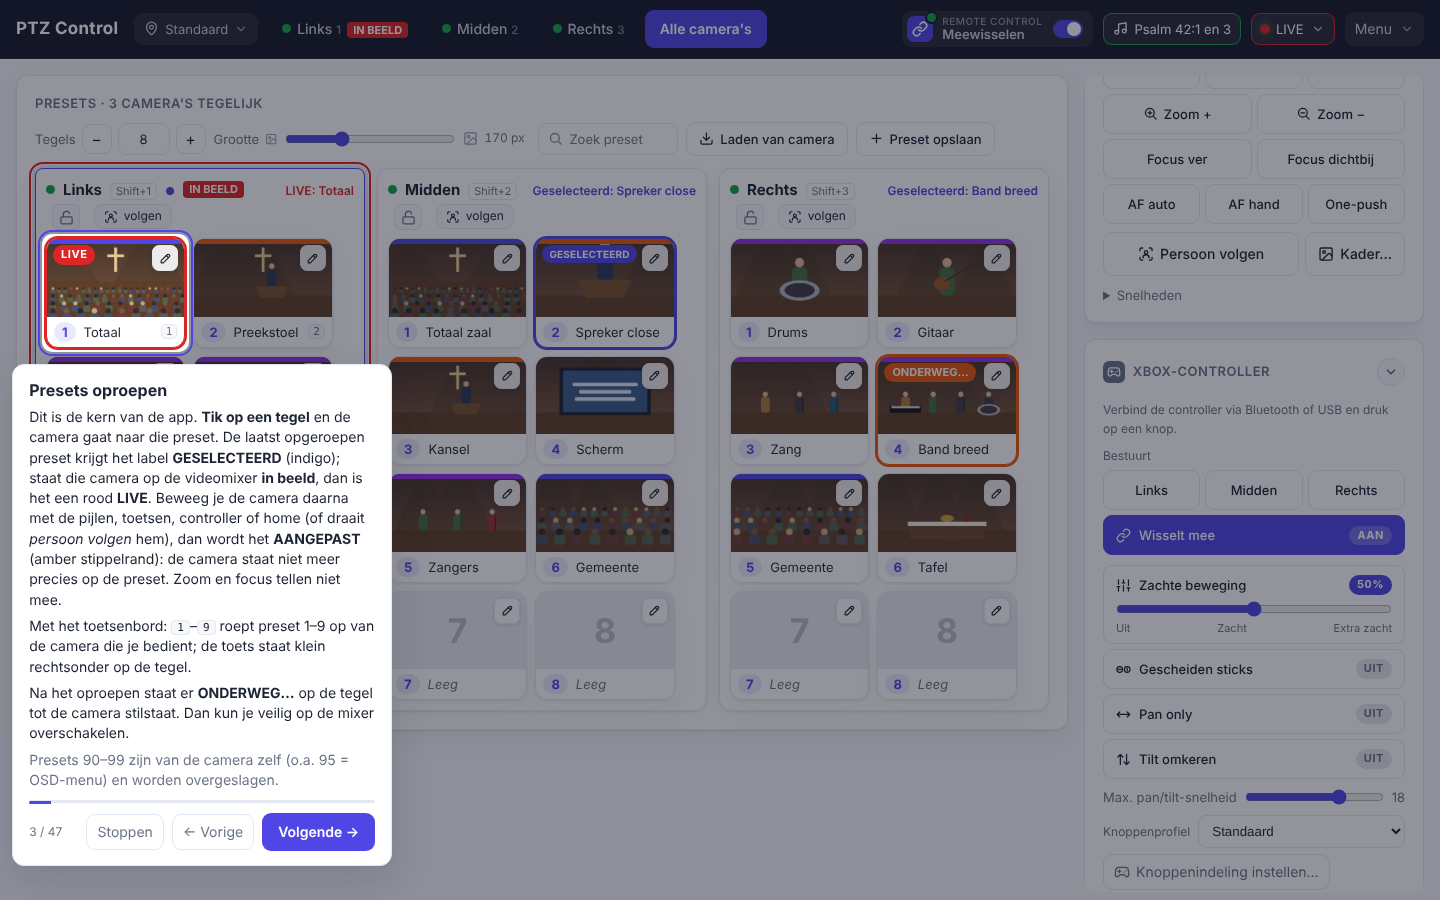 PTZ Control
Standaard
Links 1 IN BEELD
Midden 2
Rechts 3
Alle camera's
REMOTE CONTROL
Meewisselen
Psalm 42:1 en 3
LIVE
Menu
PRESETS · 3 CAMERA'S TEGELIJK
Tegels − 8 + Grootte 170 px
Zoek preset
Laden van camera
+ Preset opslaan
Links Shift+1 IN BEELD LIVE: Totaal
volgen
LIVE
1 Totaal 1
2 Preekstoel 2
Midden Shift+2 Geselecteerd: Spreker close
volgen
1 Totaal zaal
GESELECTEERD
2 Spreker close
3 Kansel
4 Scherm
5 Zangers
6 Gemeente
7
7 Leeg
8
8 Leeg
Rechts Shift+3 Geselecteerd: Band breed
volgen
1 Drums
2 Gitaar
3 Zang
ONDERWEG...
4 Band breed
5 Gemeente
6 Tafel
7
7 Leeg
8
8 Leeg
Presets oproepen
Dit is de kern van de app. Tik op een tegel en de
camera gaat naar die preset. De laatst opgeroepen
preset krijgt het label GESELECTEERD (indigo);
staat die camera op de videomixer in beeld, dan is
het een rood LIVE. Beweeg je de camera daarna
met de pijlen, toetsen, controller of home (of draait
persoon volgen hem), dan wordt het AANGEPAST
(amber stippelrand): de camera staat niet meer
precies op de preset. Zoom en focus tellen niet
mee.
Met het toetsenbord: 1–9 roept preset 1–9 op van
de camera die je bedient; de toets staat klein
rechtsonder op de tegel.
Na het oproepen staat er ONDERWEG... op de tegel
tot de camera stilstaat. Dan kun je veilig op de mixer
overschakelen.
Presets 90–99 zijn van de camera zelf (o.a. 95 =
OSD-menu) en worden overgeslagen.
3 / 47
Stoppen
← Vorige
Volgende →
Zoom +
Zoom −
Focus ver
Focus dichtbij
AF auto
AF hand
One-push
Persoon volgen
Kader...
Snelheden
XBOX-CONTROLLER
Verbind de controller via Bluetooth of USB en druk
op een knop.
Bestuurt
Links
Midden
Rechts
Wisselt mee AAN
Zachte beweging 50%
Uit Zacht Extra zacht
Gescheiden sticks UIT
Pan only UIT
Tilt omkeren UIT
Max. pan/tilt-snelheid 18
Knoppenprofiel Standaard
Knoppenindeling instellen...